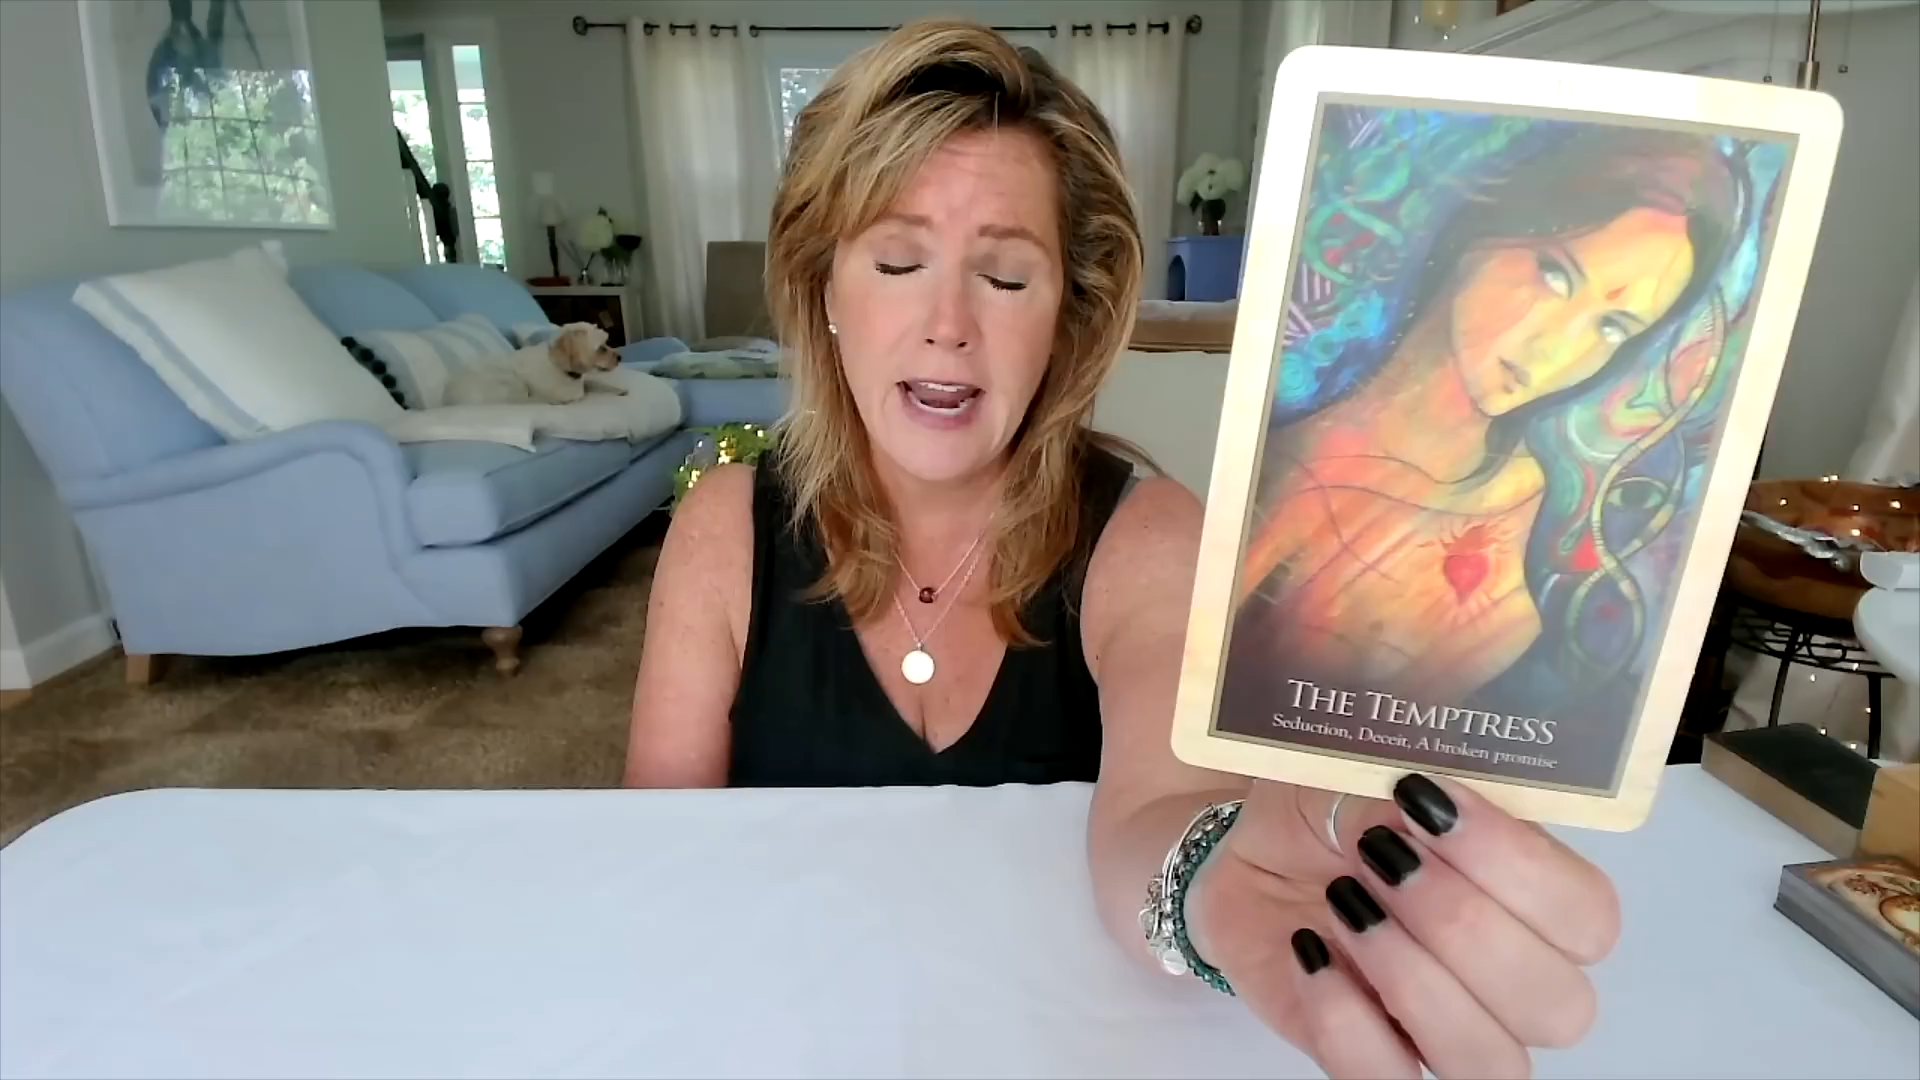 THE TEMPTRESS
Seduction, Deceit, A broken promise